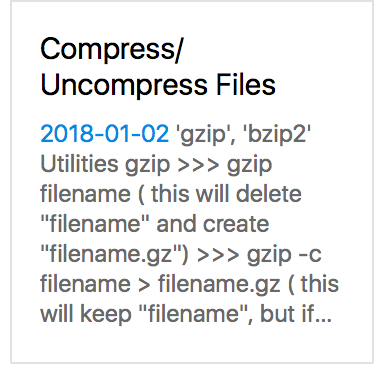 Compress/
Uncompress Files
2018-01-02 'gzip', 'bzip2'
Utilities gzip >>> gzip
filename ( this will delete
"filename" and create
"filename.gz") >>> gzip -c
filename > filename.gz ( this
will keep "filename", but if...